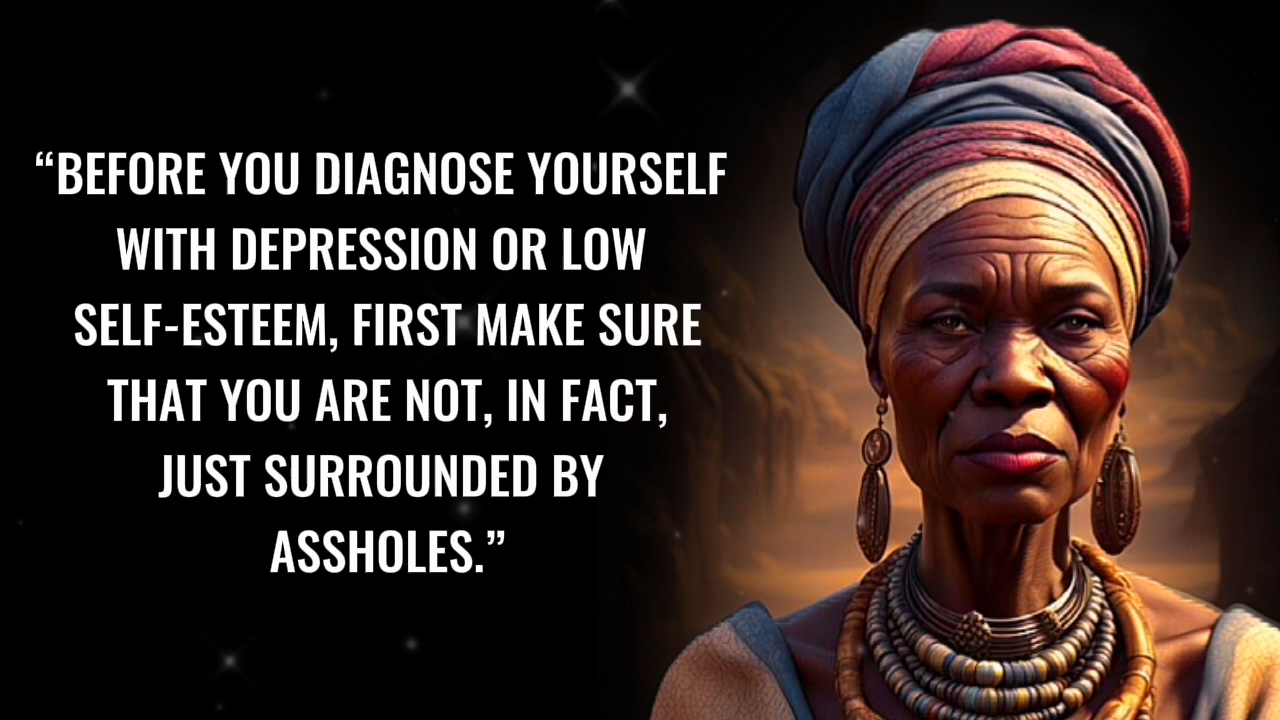 “BEFORE YOU DIAGNOSE YOURSELF
WITH DEPRESSION OR LOW
SELF-ESTEEM, FIRST MAKE SURE
THAT YOU ARE NOT, IN FACT,
JUST SURROUNDED BY
ASSHOLES.”